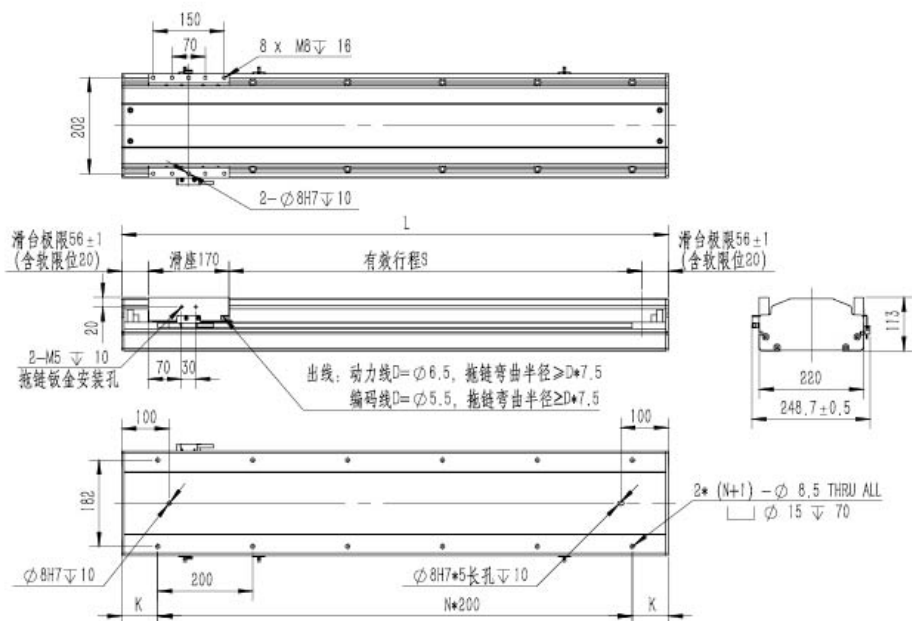 150
70
8 x M8↧ 16
202
2-∅8H7↧10
L
滑台极限56±1
(含软限位20)
滑座170
有效行程S
滑台极限56±1
(含软限位20)
20
2-M5 ↧ 10
拖链钣金安装孔
70
30
出线: 动力线D=∅6.5, 拖链弯曲半径≥D*7.5
编码线D=∅5.5, 拖链弯曲半径≥D*7.5
113
220
248.7±0.5
100
100
182
2* (N+1) -∅ 8.5 THRU ALL
⌴ ∅ 15 ↧ 70
∅8H7↧10
200
∅8H7*5长孔↧10
K
N*200
K